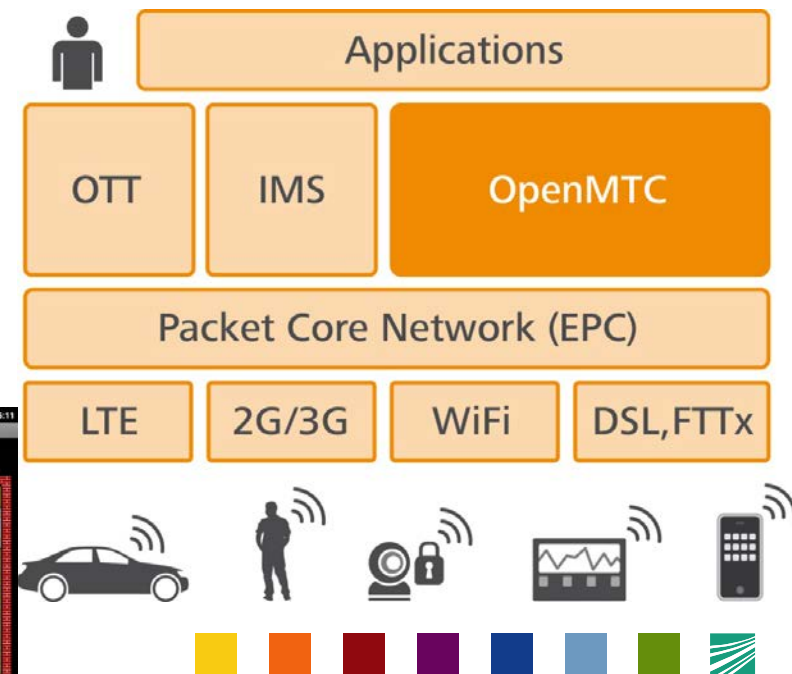 Applications
OTT
IMS
OpenMTC
Packet Core Network (EPC)
LTE
2G/3G
WiFi
DSL,FTTx